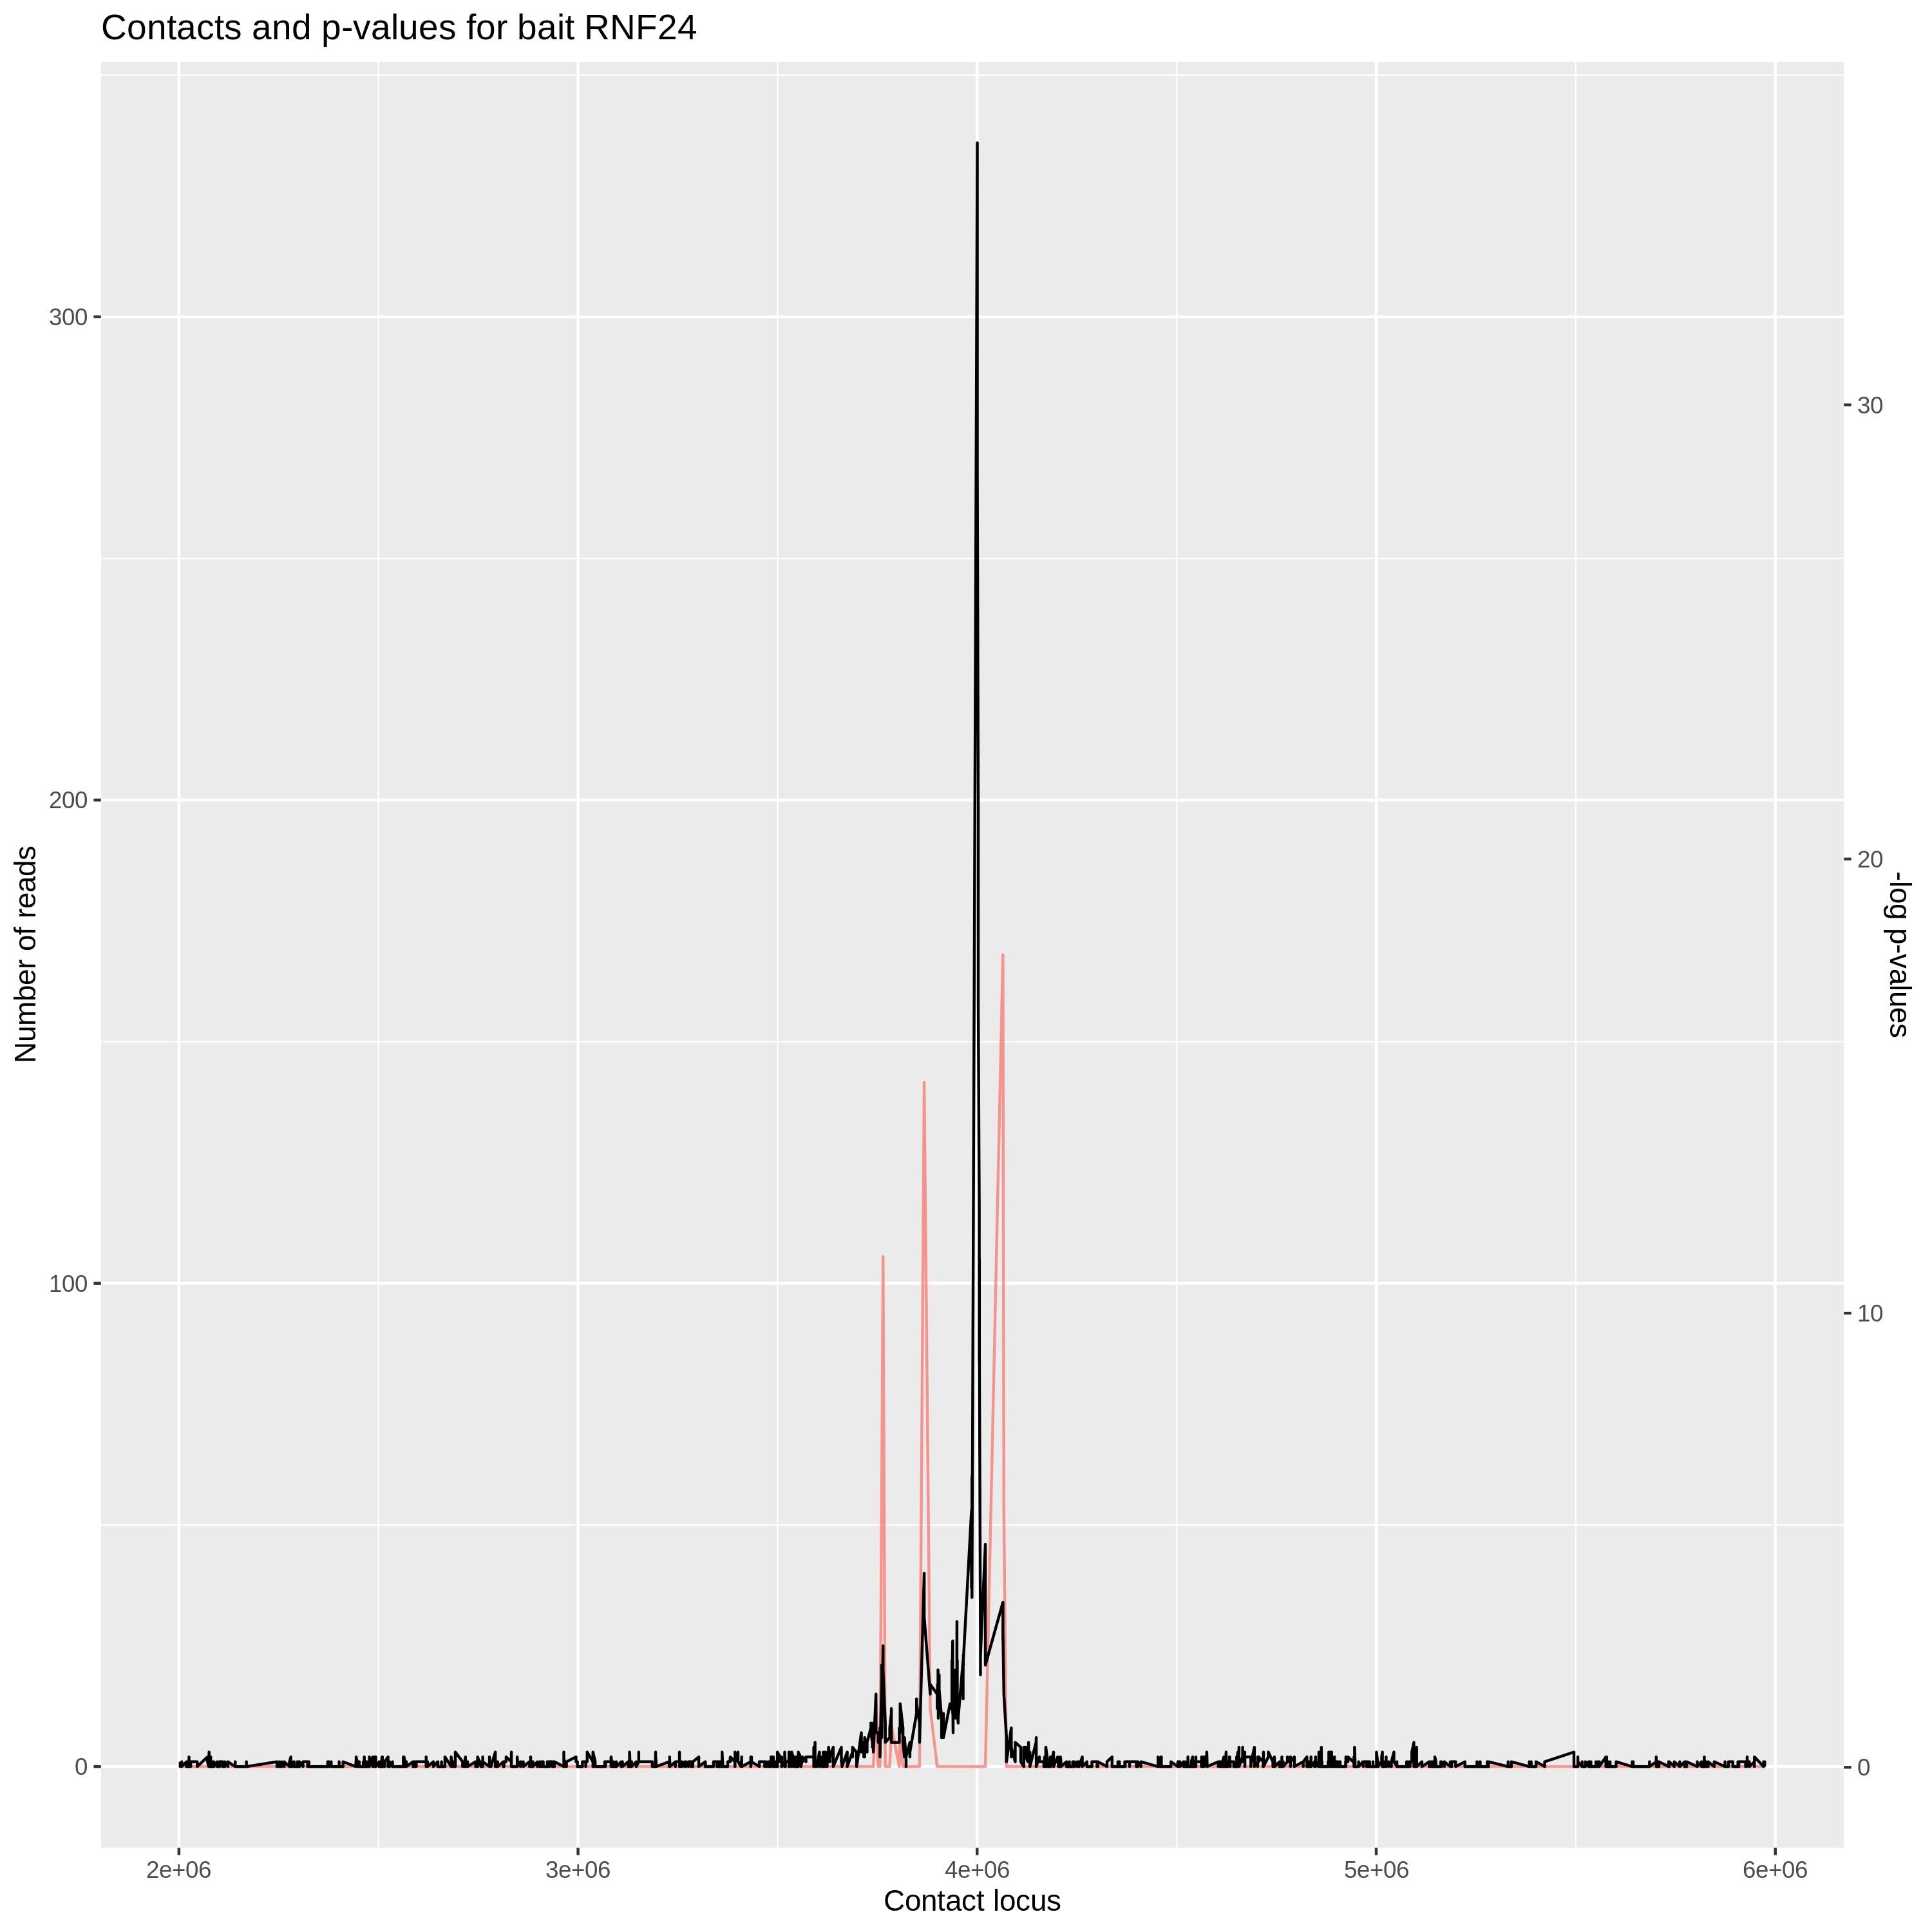 Contacts and p-values for bait RNF24
300
200
100
0
30
20
10
0
Number of reads
-log p-values
2e+06 3e+06 4e+06 5e+06 6e+06
Contact locus